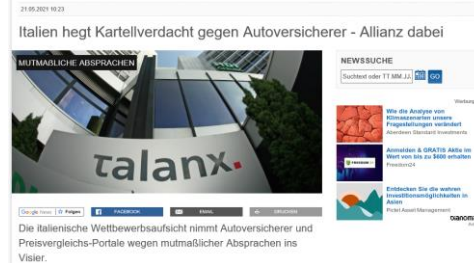 21.05.2021 10:23
Italien hegt Kartellverdacht gegen Autoversicherer - Allianz dabei
MUTMAßLICHE ABSPRACHEN
talanx.
NEWSSUCHE
Suchtext oder TT.MM.JJ
GO
Werbung
Wie die Analyse von
Klimaszenarien unsere
Fragestellungen verändert
Aberdeen Standard Investments
Anmelden & GRATIS Aktie im
Wert von bis zu $600 erhalten
Freedom24
Entdecken Sie die wahren
Investitionsmöglichkeiten in
Asien
Pictet Asset Management
Google News
Folgen
FACEBOOK
EMAIL
DRUCKEN
Die italienische Wettbewerbsaufsicht nimmt Autoversicherer und
Preisvergleichs-Portale wegen mutmaßlicher Absprachen ins
Visier.